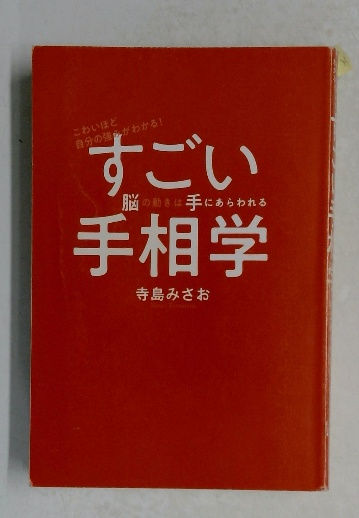 こわいほど
自分の強みがわかる!
すごい
脳の動きは手にあらわれる
手相学
寺島みさお